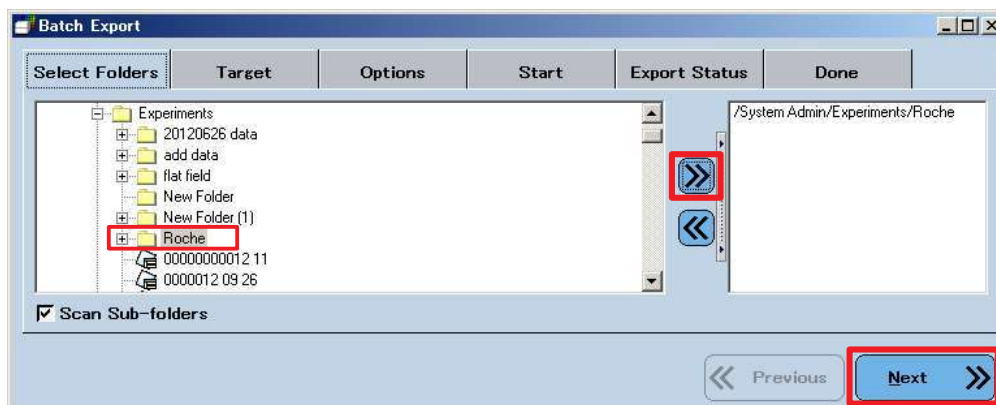 Batch Export
Select Folders Target Options Start Export Status Done
Experiments
20120626 data
add data
flat field
New Folder
New Folder (1)
Roche
00000000012 11
0000012 09 26
/System Admin/Experiments/Roche
Scan Sub-folders
Previous Next